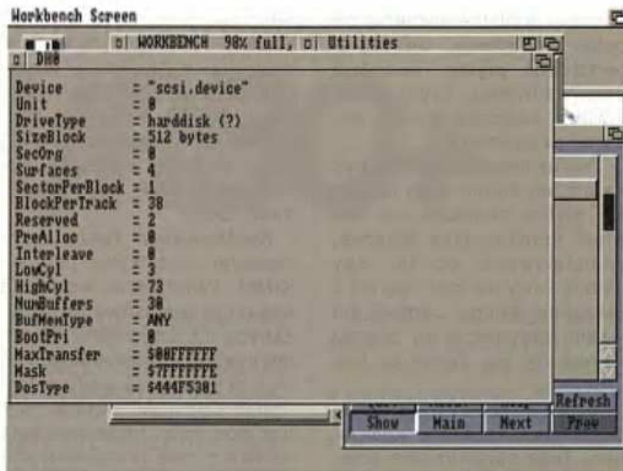 Workbench Screen
WORKBENCH 98% full,
Utilities
DH0
Device = "scsi.device"
Unit = 0
DriveType = harddisk (?)
SizeBlock = 512 bytes
SecOrg = 0
Surfaces = 4
SectorPerBlock = 1
BlockPerTrack = 38
Reserved = 2
PreAlloc = 0
Interleave = 0
LowCyl = 3
HighCyl = 73
NumBuffers = 30
BufMemType = ANY
BootPri = 0
MaxTransfer = $00FFFFFF
Mask = $7FFFFFFE
DosType = $444F5301
Refresh
Show Main Next Prev